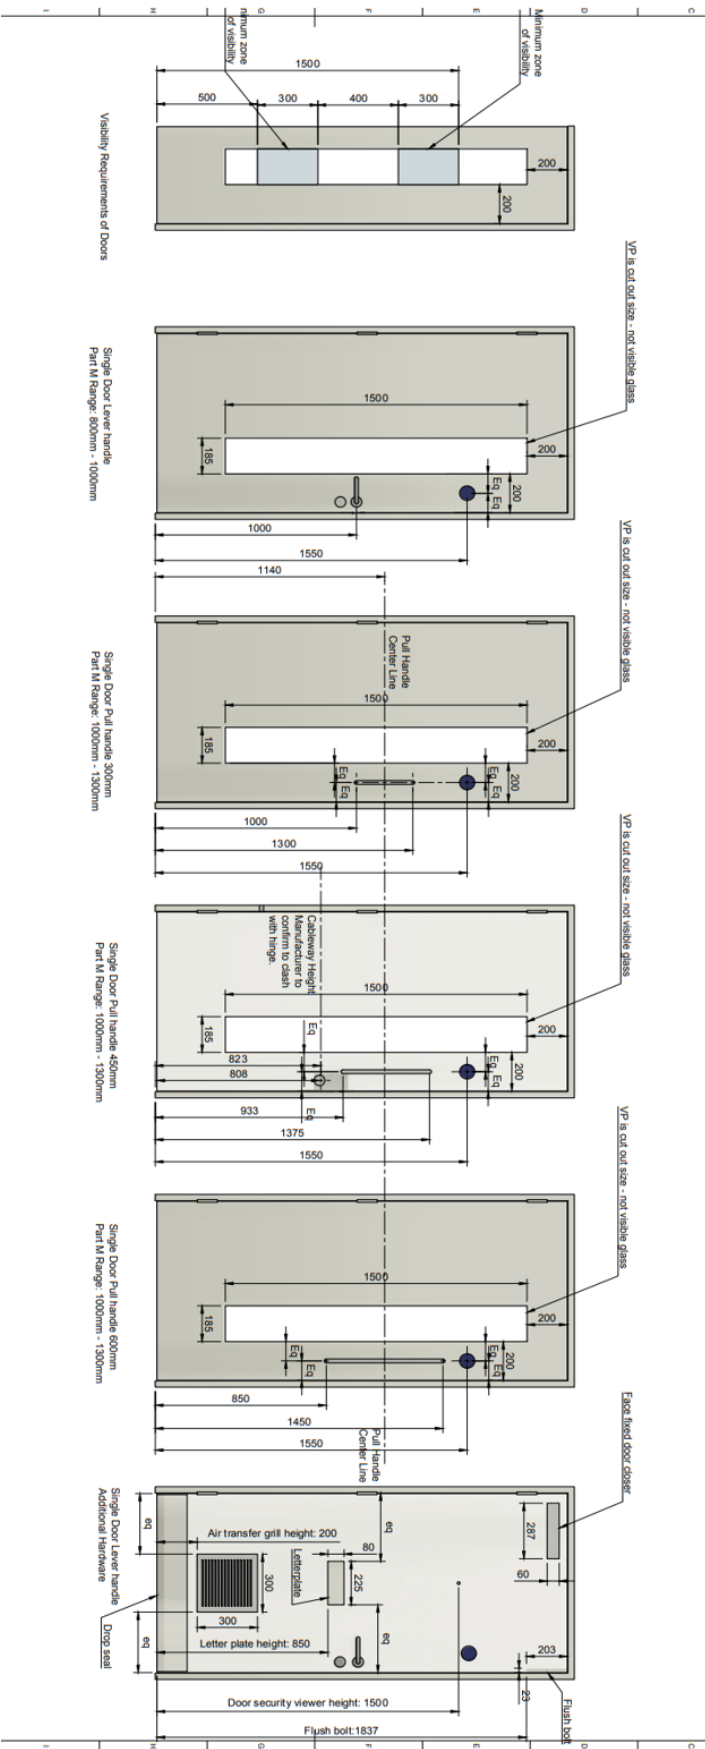 I
H
G
F
E
D
C
Minimum zone
of visibility
nimum zone
of visibility
1500
500
300
400
300
200
200
Visibility Requirements of Doors
VP is cut out size - not visible glass
1500
200
185
Eq
Eq
200
1000
1550
Single Door Lever handle
Part M Range: 800mm - 1000mm
VP is cut out size - not visible glass
1140
Pull Handle
Center Line
1500
200
185
Eq
Eq
Eq
Eq
200
1000
1300
1550
Single Door Pull handle 300mm
Part M Range: 1000mm - 1300mm
VP is cut out size - not visible glass
Cableway Height
Manufacturer to
confirm to clash
with hinge.
1500
200
185
Eq
Eq
Eq
Eq
200
823
808
933
1375
1550
Single Door Pull handle 450mm
Part M Range: 1000mm - 1300mm
VP is cut out size - not visible glass
1500
200
185
Eq
Eq
Eq
Eq
200
850
1450
1550
Pull Handle
Center Line
Single Door Pull handle 600mm
Part M Range: 1000mm - 1300mm
Face fixed door closer
287
60
eq
eq
Air transfer grill height: 200
80
225
Letterplate
300
300
Letter plate height: 850
eq
eq
203
23
Flush bolt
Drop seal
Door security viewer height: 1500
Flush bolt:1837
Single Door Lever handle
Additional Hardware
I
H
G
F
E
D
C